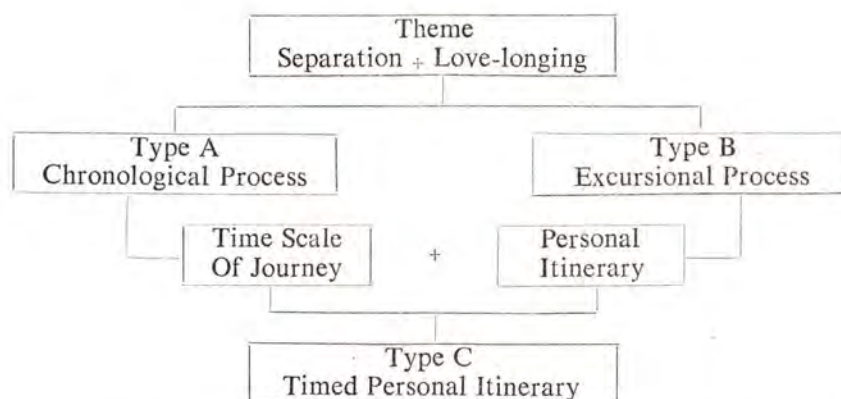 Theme
Separation + Love-longing
Type A
Chronological Process
Type B
Excursional Process
Time Scale
Of Journey
+
Personal
Itinerary
Type C
Timed Personal Itinerary